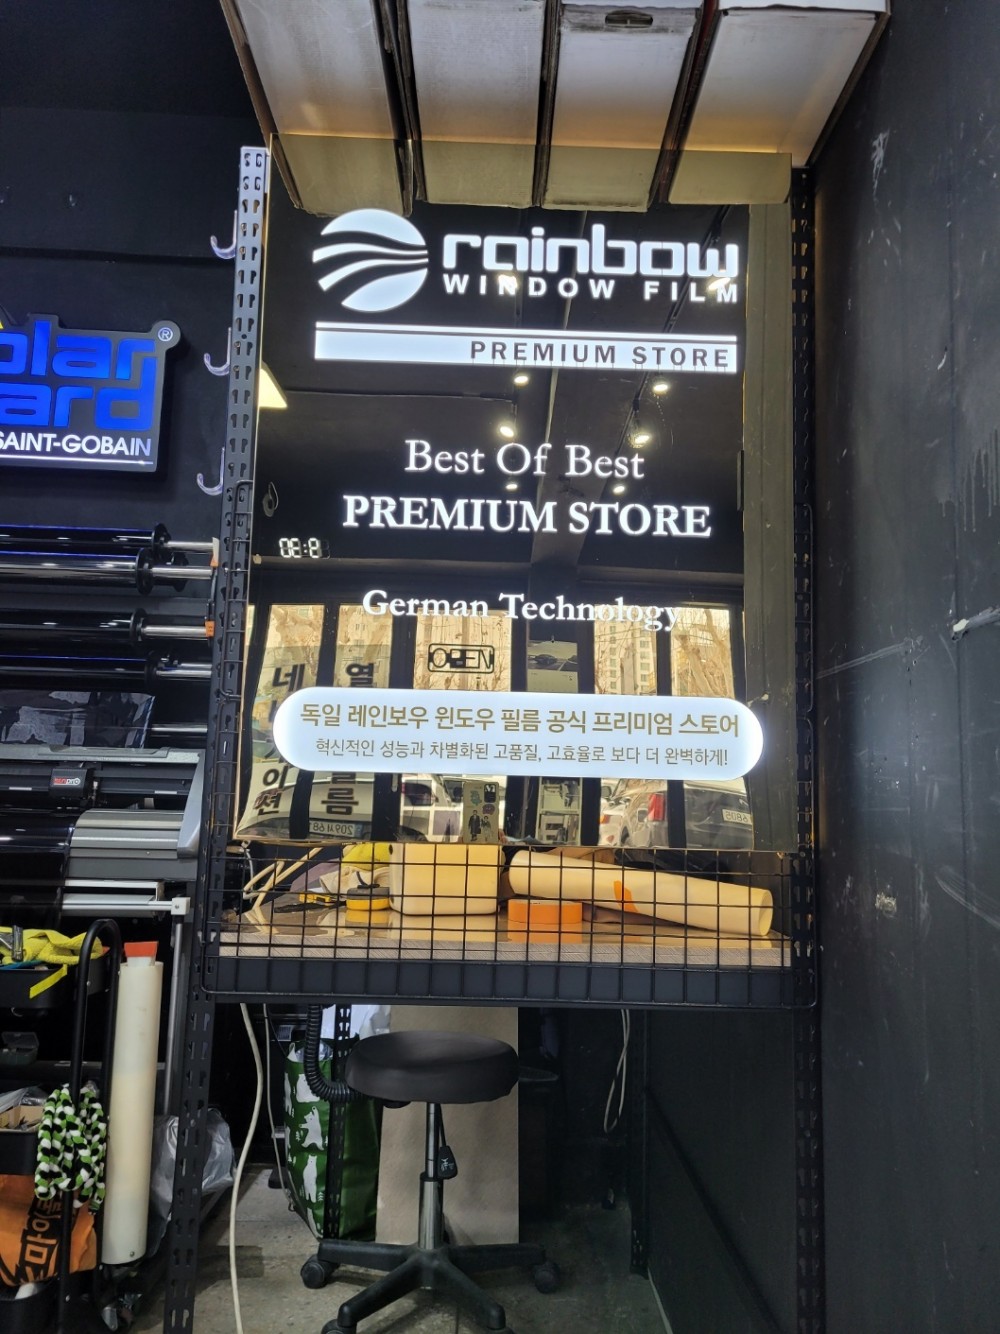 rainbow
WINDOW FILM
PREMIUM STORE
Best Of Best
PREMIUM STORE
German Technology
OPEN
독일 레인보우 윈도우 필름 공식 프리미엄 스토어
혁신적인 성능과 차별화된 고품질, 고효율로 보다 더 완벽하게!
olar®
ard
SAINT-GOBAIN